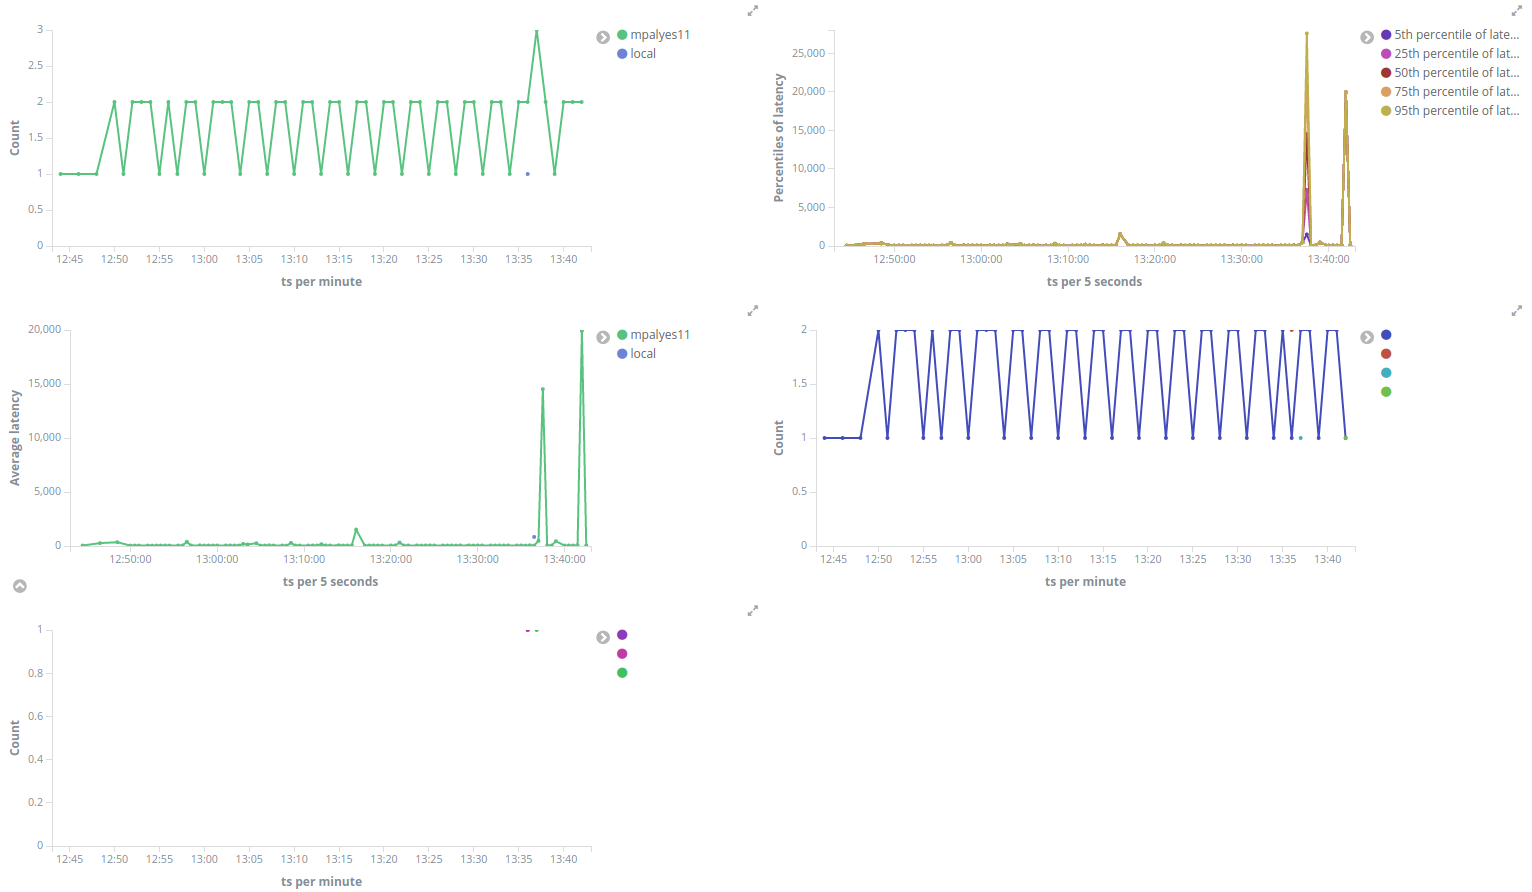 3
2.5
2
1.5
1
0.5
0
Count
12:45 12:50 12:55 13:00 13:05 13:10 13:15 13:20 13:25 13:30 13:35 13:40
ts per minute
mpalyes11
local
25,000
20,000
15,000
10,000
5,000
0
Percentiles of latency
12:50:00 13:00:00 13:10:00 13:20:00 13:30:00 13:40:00
ts per 5 seconds
5th percentile of late...
25th percentile of lat...
50th percentile of lat...
75th percentile of lat...
95th percentile of lat...
20,000
15,000
10,000
5,000
0
Average latency
12:50:00 13:00:00 13:10:00 13:20:00 13:30:00 13:40:00
ts per 5 seconds
mpalyes11
local
2
1.5
1
0.5
0
Count
12:45 12:50 12:55 13:00 13:05 13:10 13:15 13:20 13:25 13:30 13:35 13:40
ts per minute
1
0.8
0.6
0.4
0.2
0
Count
12:45 12:50 12:55 13:00 13:05 13:10 13:15 13:20 13:25 13:30 13:35 13:40
ts per minute